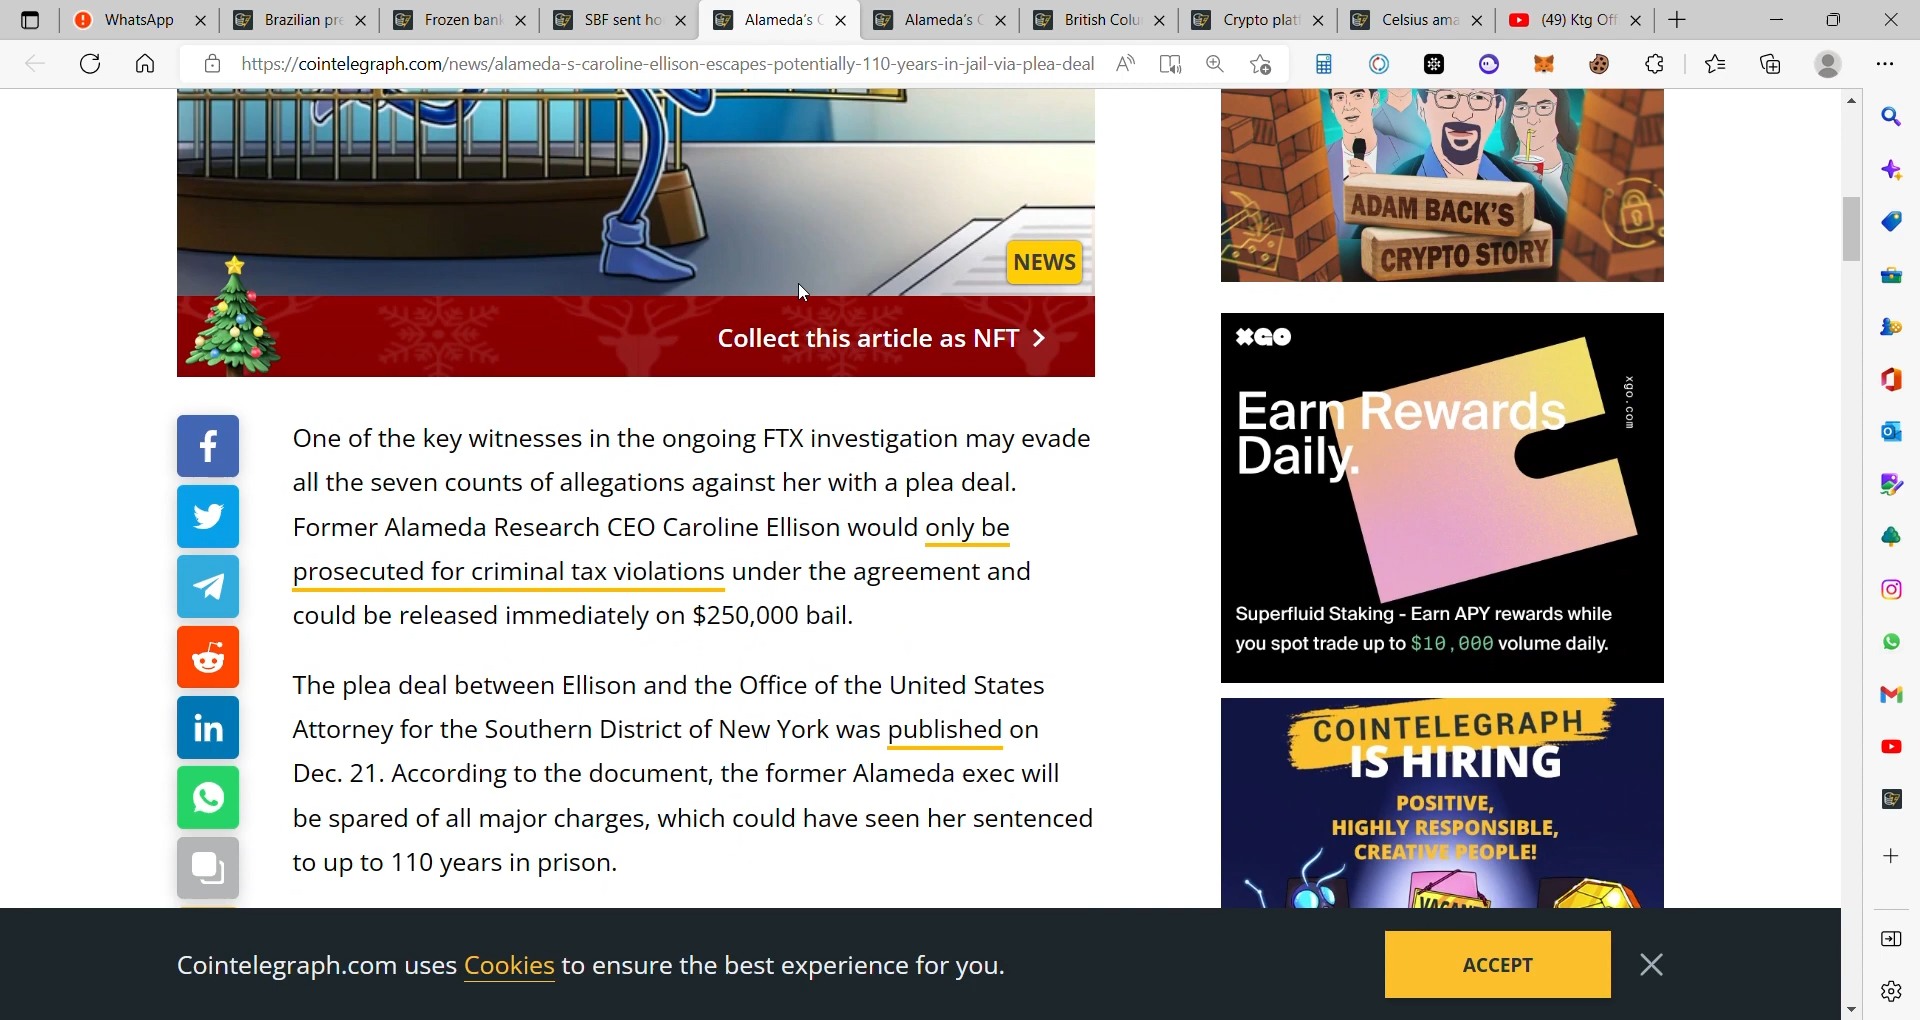 WhatsApp
Brazilian pre
Frozen bank
SBF sent ho
Alameda's C
Alameda's C
British Colu
Crypto plat
Celsius ama
(49) Ktg Off
https://cointelegraph.com/news/alameda-s-caroline-ellison-escapes-potentially-110-years-in-jail-via-plea-deal
NEWS
Collect this article as NFT >
One of the key witnesses in the ongoing FTX investigation may evade
all the seven counts of allegations against her with a plea deal.
Former Alameda Research CEO Caroline Ellison would only be
prosecuted for criminal tax violations under the agreement and
could be released immediately on $250,000 bail.
The plea deal between Ellison and the Office of the United States
Attorney for the Southern District of New York was published on
Dec. 21. According to the document, the former Alameda exec will
be spared of all major charges, which could have seen her sentenced
to up to 110 years in prison.
ADAM BACK'S
CRYPTO STORY
XGO
xgo.com
Earn Rewards
Daily.
Superfluid Staking - Earn APY rewards while
you spot trade up to $10,000 volume daily.
COINTELEGRAPH
IS HIRING
POSITIVE,
HIGHLY RESPONSIBLE,
CREATIVE PEOPLE!
Cointelegraph.com uses Cookies to ensure the best experience for you.
ACCEPT